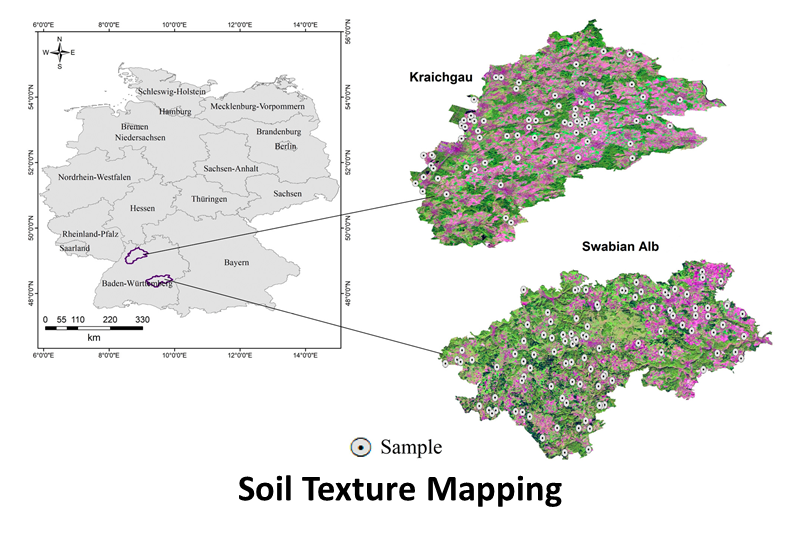 6°0'0"E 8°0'0"E 10°0'0"E 12°0'0"E 14°0'0"E
56°0'0"N
54°0'0"N
52°0'0"N
50°0'0"N
48°0'0"N
N
W E
S
Schleswig-Holstein
Hamburg
Mecklenburg-Vorpommern
Bremen
Niedersachsen
Brandenburg
Berlin
Sachsen-Anhalt
Nordrhein-Westfalen
Sachsen
Thüringen
Hessen
Rheinland-Pfalz
Saarland
Bayern
Baden-Württemberg
0 55 110 220 330
km
6°0'0"E 8°0'0"E 10°0'0"E 12°0'0"E 14°0'0"E
Kraichgau
Swabian Alb
Sample
Soil Texture Mapping